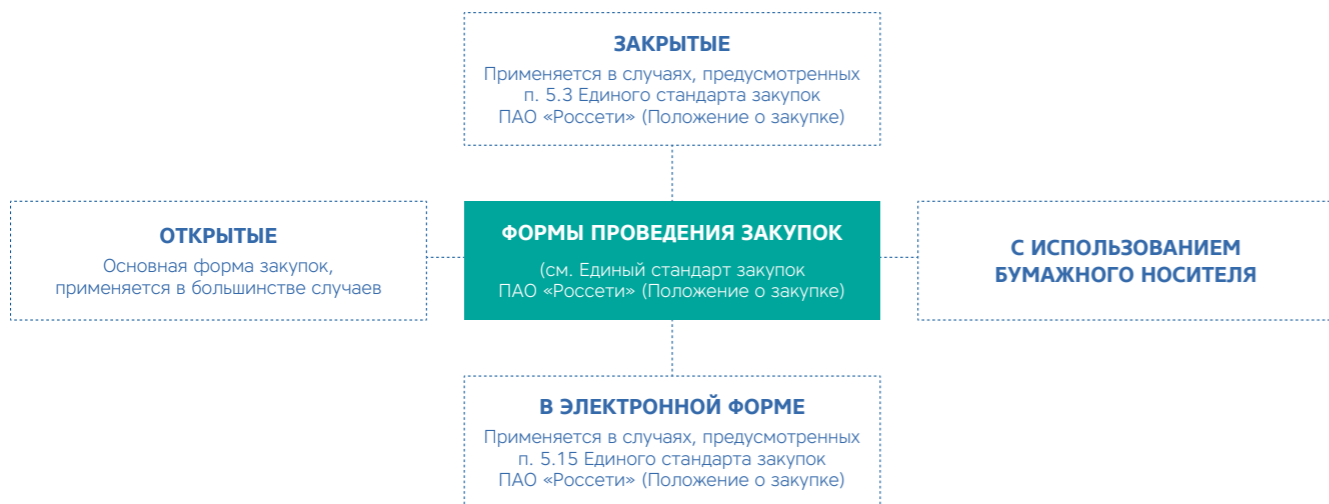 ЗАКРЫТЫЕ
Применяется в случаях, предусмотренных
п. 5.3 Единого стандарта закупок
ПАО «Россети» (Положение о закупке)
ОТКРЫТЫЕ
Основная форма закупок,
применяется в большинстве случаев
ФОРМЫ ПРОВЕДЕНИЯ ЗАКУПОК
(см. Единый стандарт закупок
ПАО «Россети» (Положение о закупке)
С ИСПОЛЬЗОВАНИЕМ
БУМАЖНОГО НОСИТЕЛЯ
В ЭЛЕКТРОННОЙ ФОРМЕ
Применяется в случаях, предусмотренных
п. 5.15 Единого стандарта закупок
ПАО «Россети» (Положение о закупке)